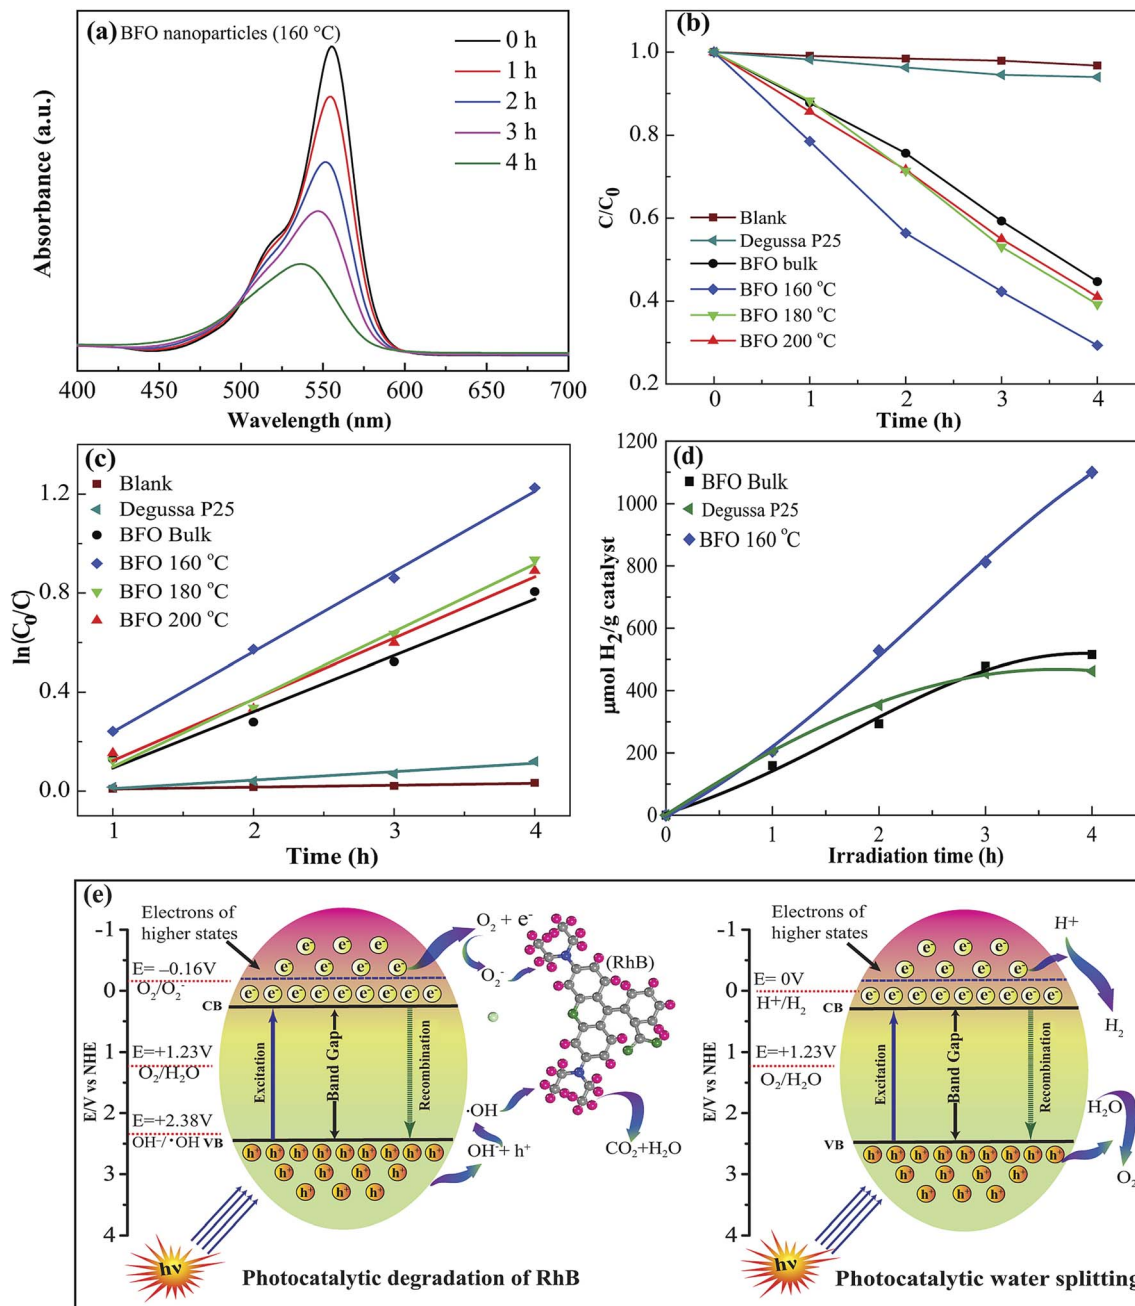 (a) BFO nanoparticles (160 °C)
0 h
1 h
2 h
3 h
4 h
Absorbance (a.u.)
400 450 500 550 600 650 700
Wavelength (nm)
(b)
1.0
0.8
0.6
0.4
0.2
C/C0
Blank
Degussa P25
BFO bulk
BFO 160 °C
BFO 180 °C
BFO 200 °C
0 1 2 3 4
Time (h)
(c)
Blank
Degussa P25
BFO Bulk
BFO 160 °C
BFO 180 °C
BFO 200 °C
1.2
0.8
0.4
0.0
ln(C0/C)
1 2 3 4
Time (h)
(d)
1200
1000
800
600
400
200
0
μmol H2/g catalyst
BFO Bulk
Degussa P25
BFO 160 °C
0 1 2 3 4
Irradiation time (h)
(e)
Electrons of
higher states
-1
0
1
2
3
4
E/V vs NHE
E= –0.16V
O2/O2-
CB
E=+1.23V
O2/H2O
E=+2.38V
OH-/•OH VB
e- e- e-
e- e- e- e-
e- e- e- e- e- e- e- e- e-
Excitation
Band Gap
Recombination
h+ h+ h+ h+ h+ h+ h+ h+ h+
h+ h+ h+ h+ h+
h+ h+ h+
O2 + e-
O2-
(RhB)
·OH
OH-+ h+
CO2+H2O
hν
Photocatalytic degradation of RhB
Electrons of
higher states
-1
0
1
2
3
4
E/V vs NHE
E= 0V
H+/H2
CB
E=+1.23V
O2/H2O
VB
e- e- e-
e- e- e- e-
e- e- e- e- e- e- e- e- e-
Excitation
Band Gap
Recombination
h+ h+ h+ h+ h+ h+ h+ h+ h+
h+ h+ h+ h+ h+
h+ h+ h+
H+
H2
H2O
O2
hν
Photocatalytic water splitting